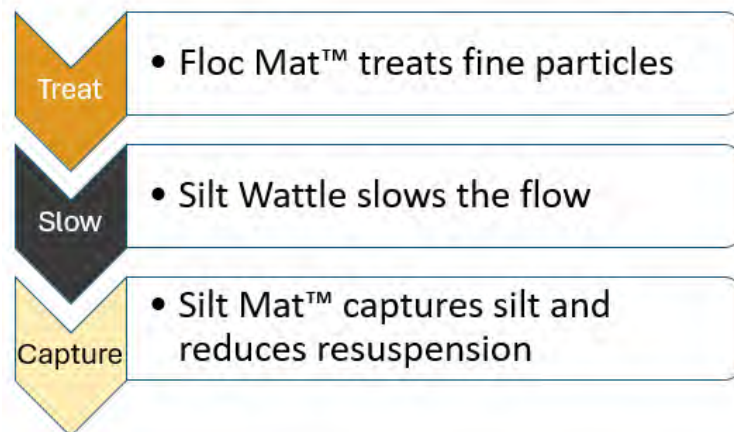 Treat
• Floc Mat™ treats fine particles
Slow
• Silt Wattle slows the flow
Capture
• Silt Mat™ captures silt and
reduces resuspension